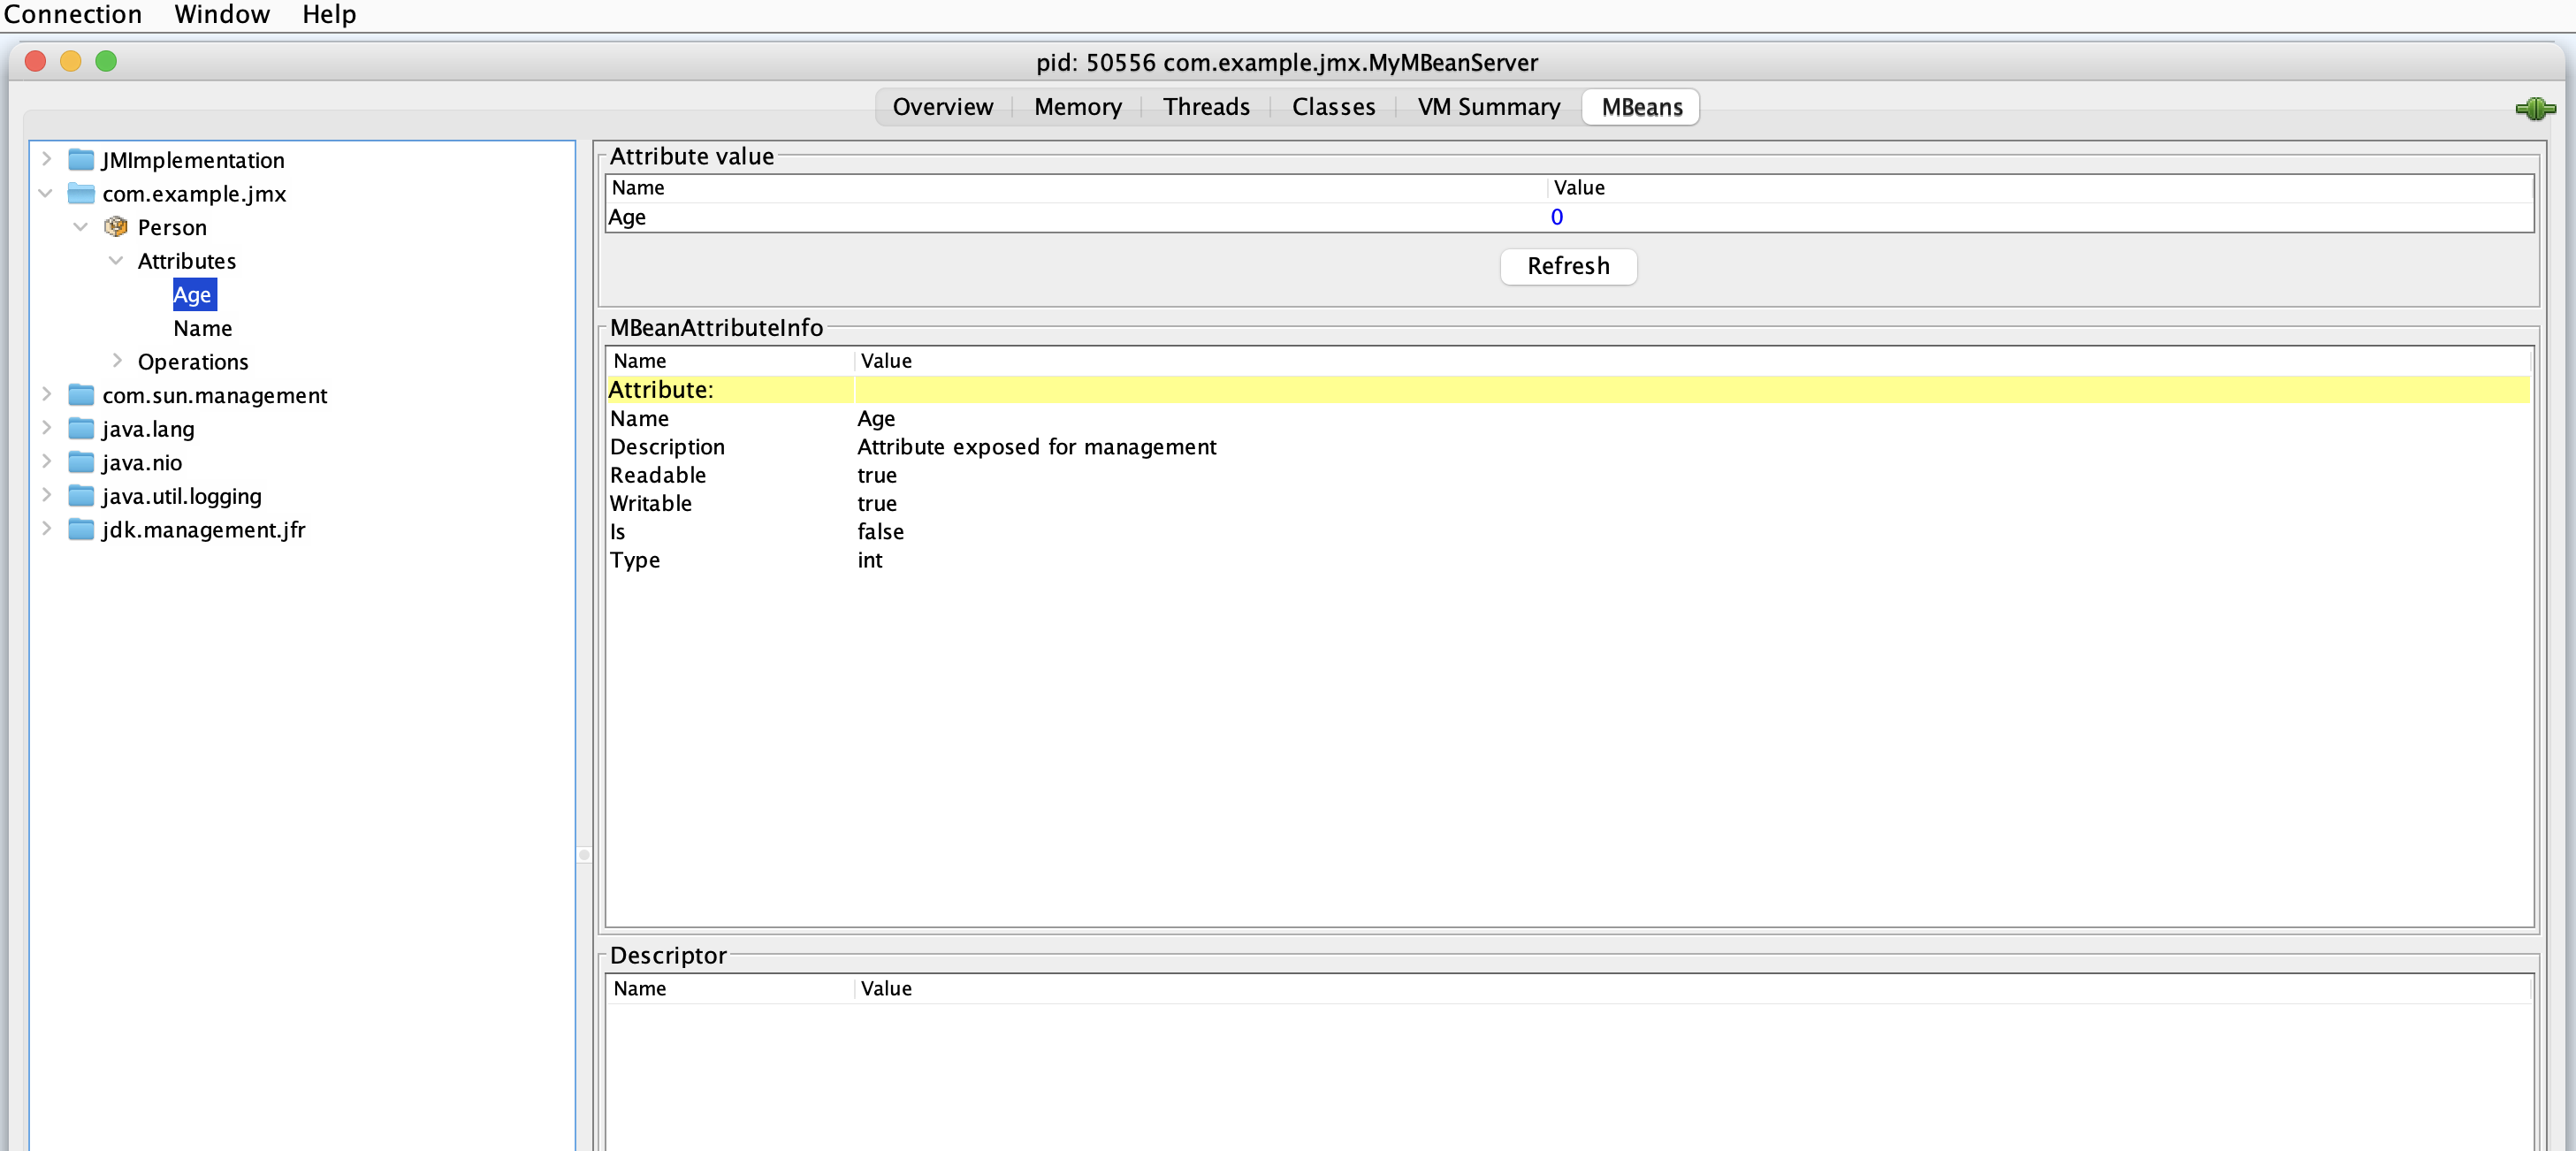 Connection Window Help
pid: 50556 com.example.jmx.MyMBeanServer
Overview Memory Threads Classes VM Summary MBeans
JMImplementation
com.example.jmx
Person
Attributes
Age
Name
Operations
com.sun.management
java.lang
java.nio
java.util.logging
jdk.management.jfr
Attribute value
Name Value
Age 0
Refresh
MBeanAttributeInfo
Name Value
Attribute:
Name Age
Description Attribute exposed for management
Readable true
Writable true
Is false
Type int
Descriptor
Name Value